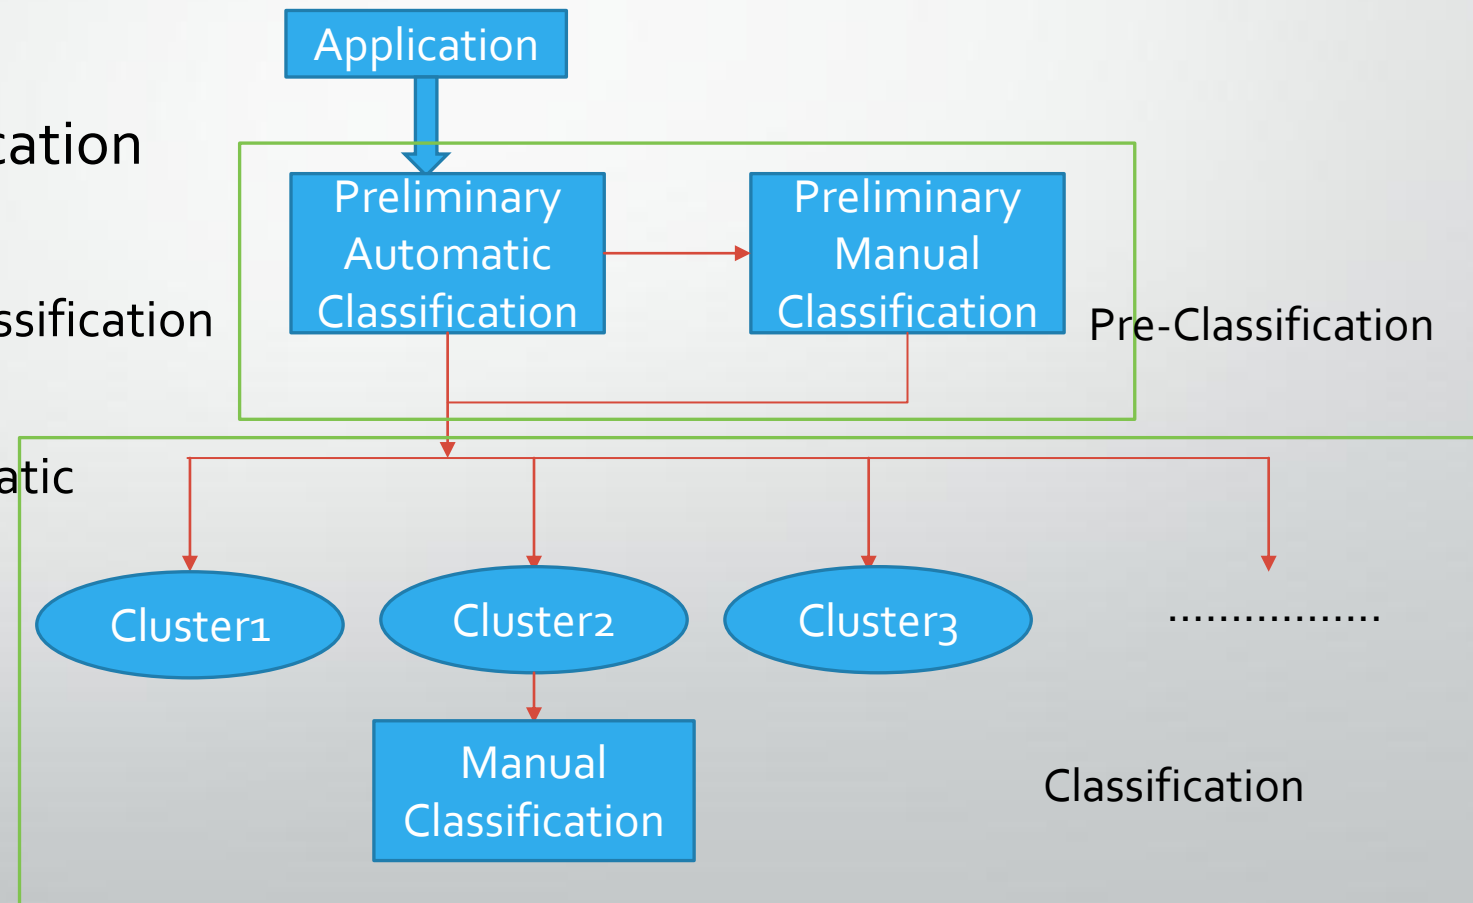 Application
cation
Preliminary
Automatic
Classification
Preliminary
Manual
Classification
ssification
Pre-Classification
atic
Cluster1
Cluster2
Cluster3
.................
Manual
Classification
Classification